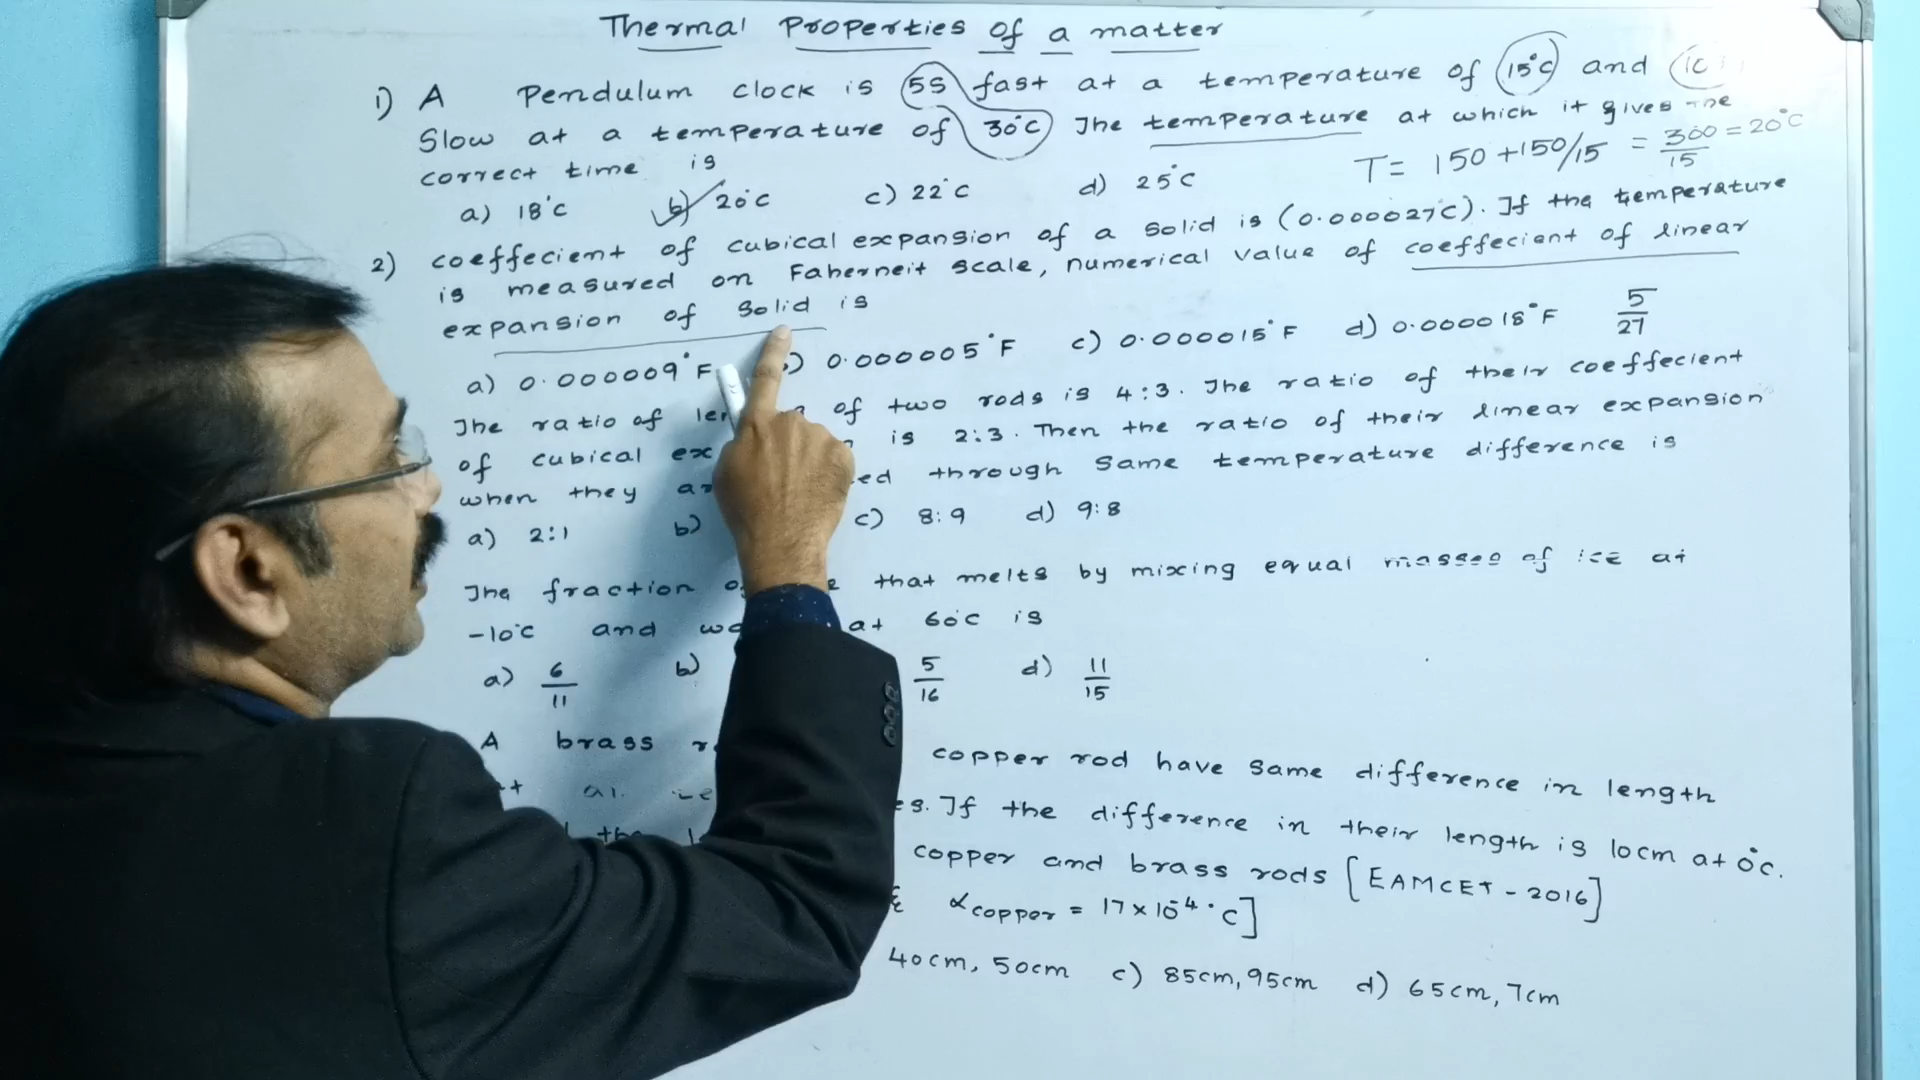 Thermal Properties of a matter
1) A Pendulum clock is 5S fast at a temperature of 15°C and 10
Slow at a temperature of 30°C The temperature at which it gives the
correct time is
T = 150 + 150/15 = 300/15 = 20°C
a) 18°C b) 20°C c) 22°C d) 25°C
2) coeffecient of cubical expansion of a solid is (0.000027C). If the temperature
is measured on Faherneit scale, numerical value of coeffecient of linear
expansion of solid is
a) 0.000009°F b) 0.000005°F c) 0.000015°F d) 0.000018°F 5/27
The ratio of of two rods is 4:3. The ratio of their coeffecient
of cubical is 2:3. Then the ratio of their linear expansion
when they through same temperature difference is
a) 2:1 b) c) 8:9 d) 9:8
The fraction that melts by mixing equal masses of ice at
-10°C and at 60°C is
a) 6/11 b) 5/16 d) 11/15
A brass copper rod have same difference in length
at If the difference in their length is 10cm at 0°C.
the copper and brass rods [EAMCET - 2016]
& αcopper = 17×10-4 °C]
40cm, 50cm c) 85cm, 95cm d) 65cm, 7cm